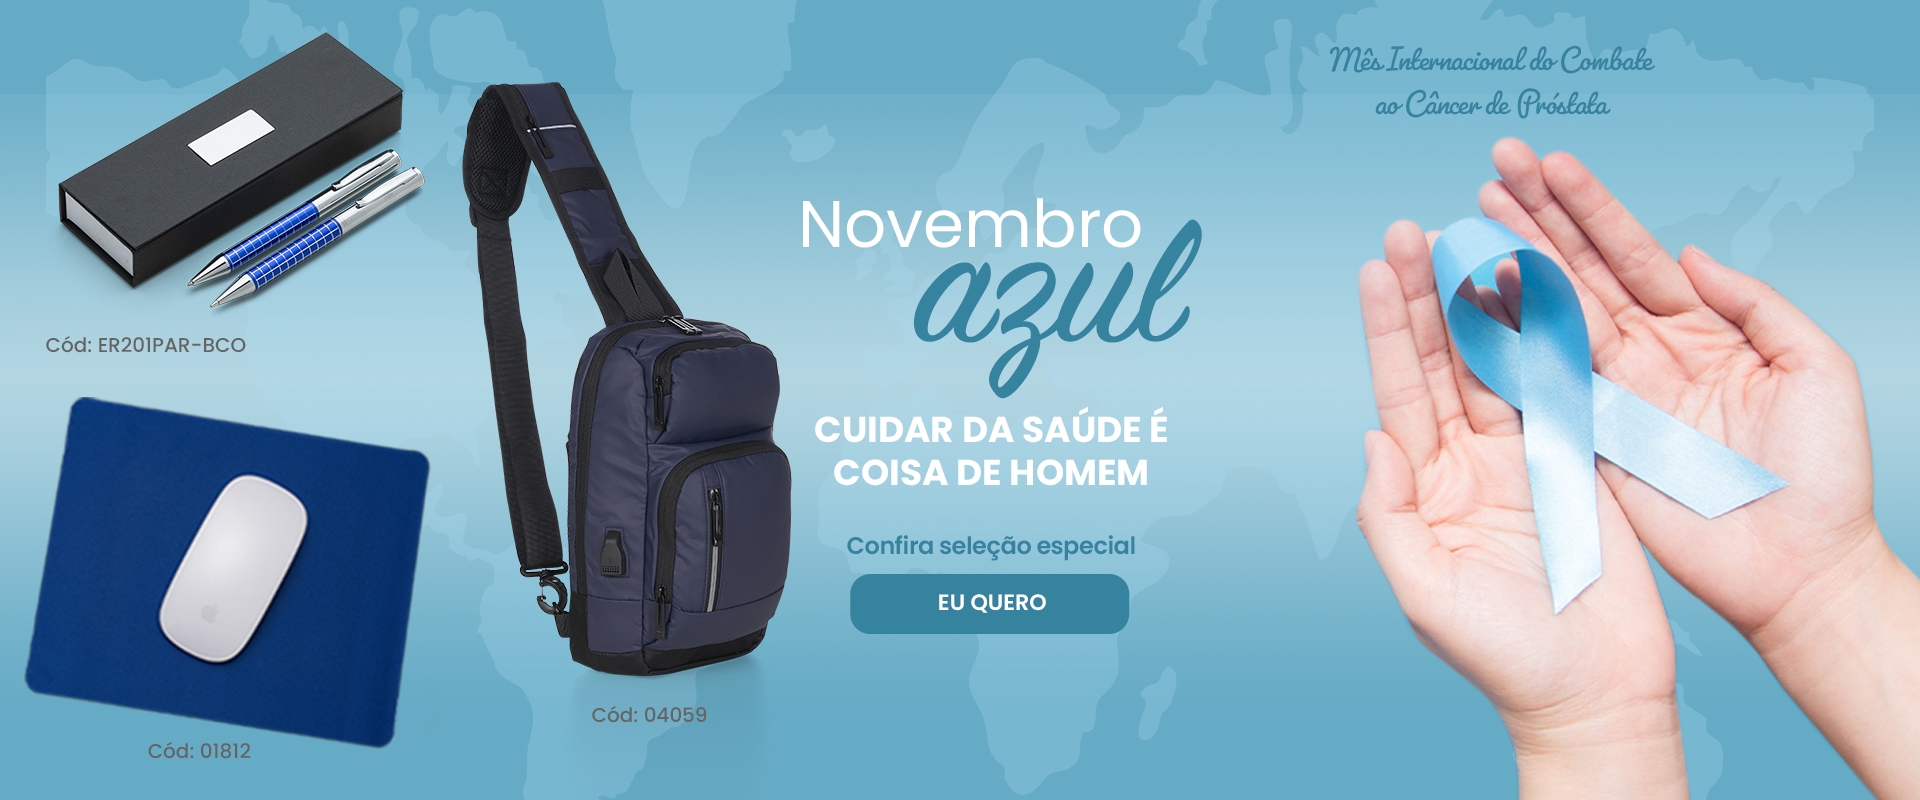 Mês Internacional do Combate
ao Câncer de Próstata
Novembro
azul
CUIDAR DA SAÚDE É
COISA DE HOMEM
Confira seleção especial
EU QUERO
Cód: ER201PAR-BCO
Cód: 04059
Cód: 01812